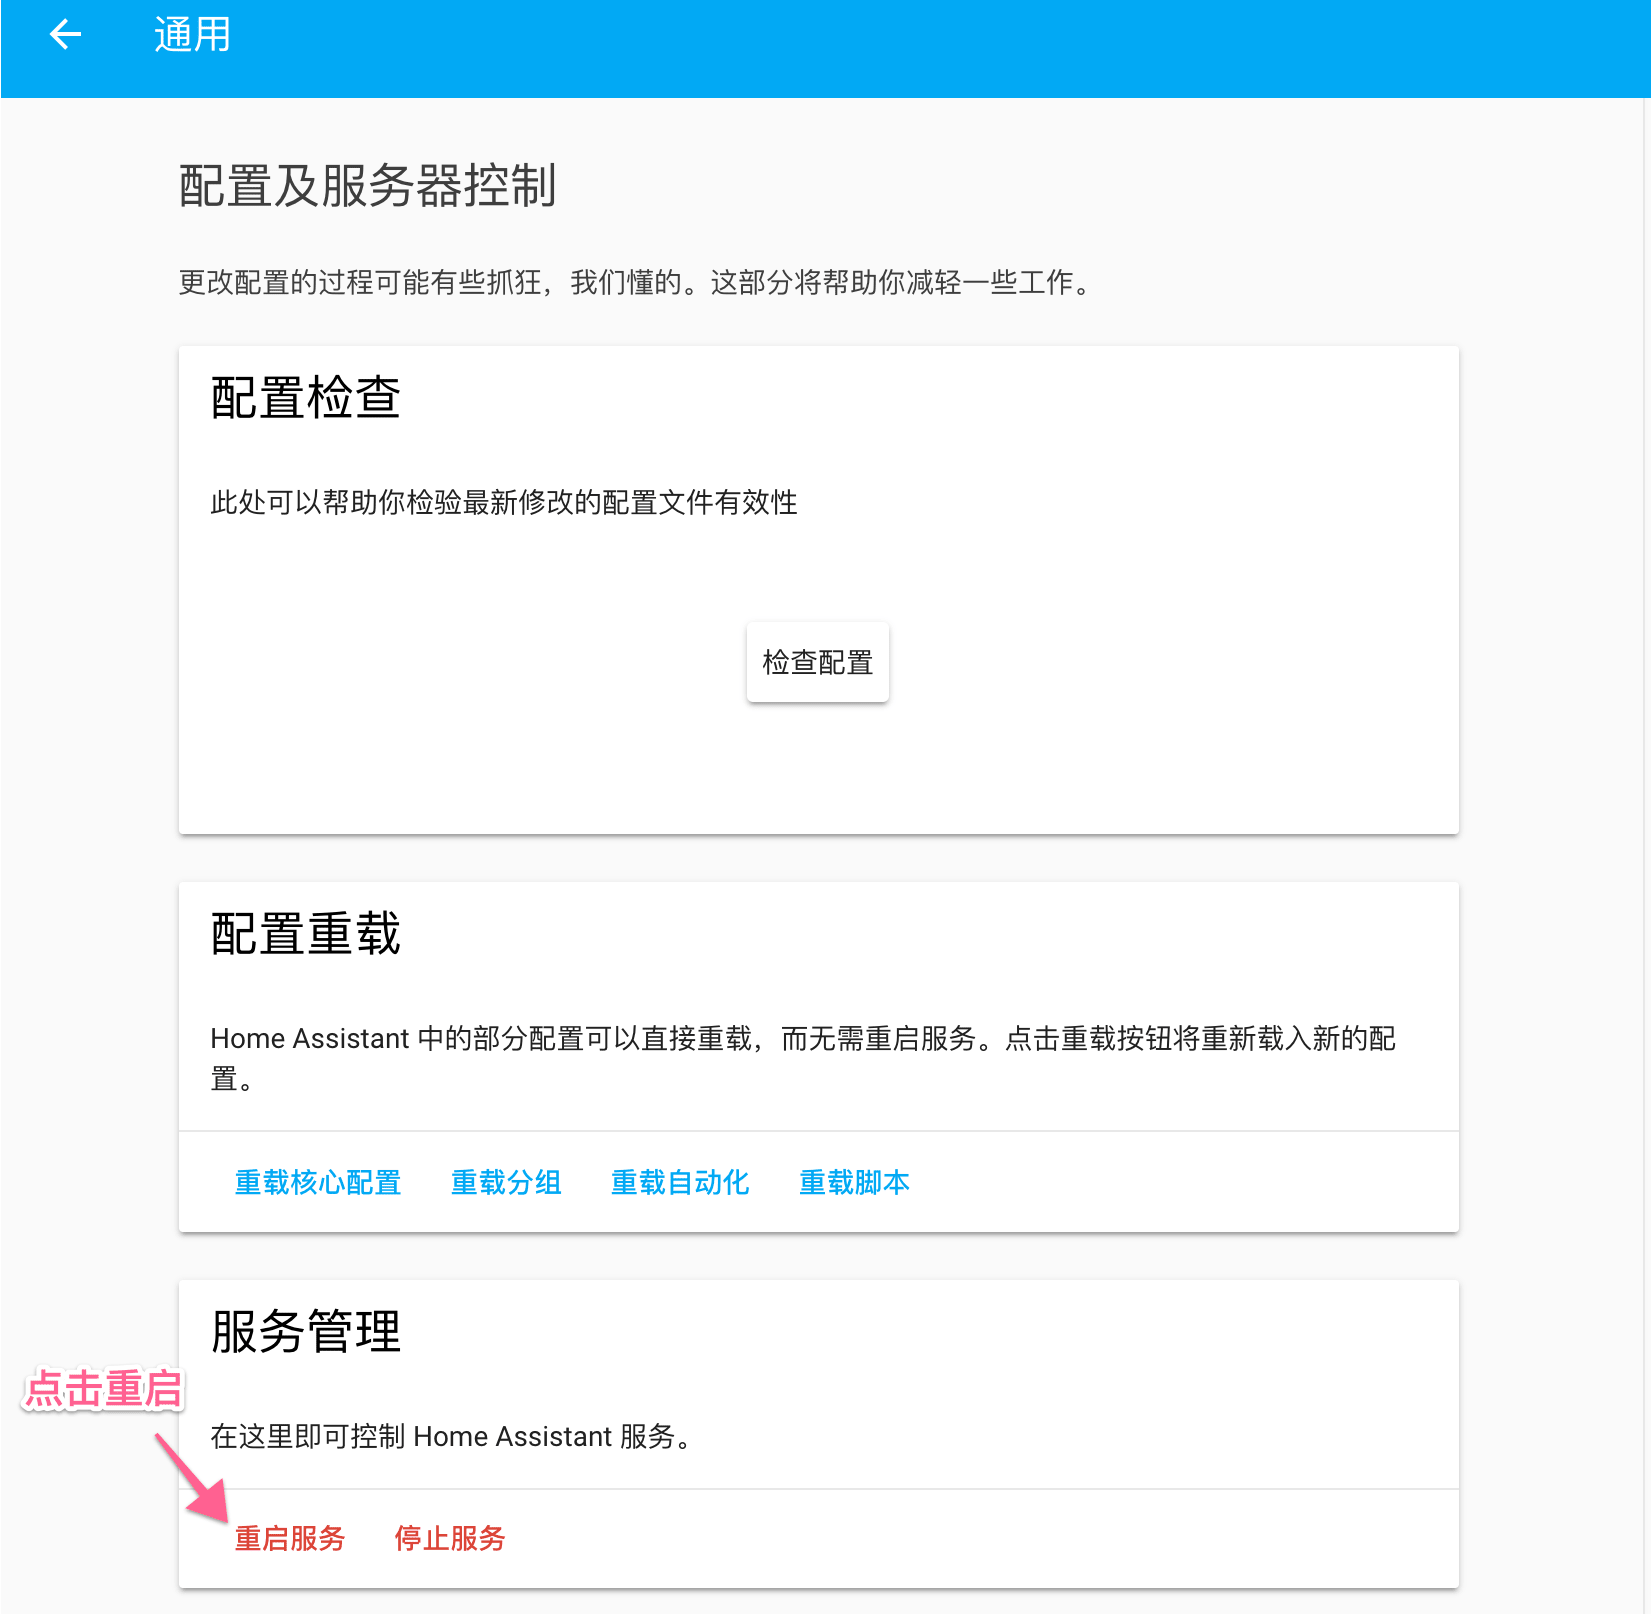 通用
配置及服务器控制
更改配置的过程可能有些抓狂，我们懂的。这部分将帮助你减轻一些工作。
配置检查
此处可以帮助你检验最新修改的配置文件有效性
检查配置
配置重载
Home Assistant 中的部分配置可以直接重载，而无需重启服务。点击重载按钮将重新载入新的配
置。
重载核心配置 重载分组 重载自动化 重载脚本
服务管理
点击重启
在这里即可控制 Home Assistant 服务。
重启服务 停止服务